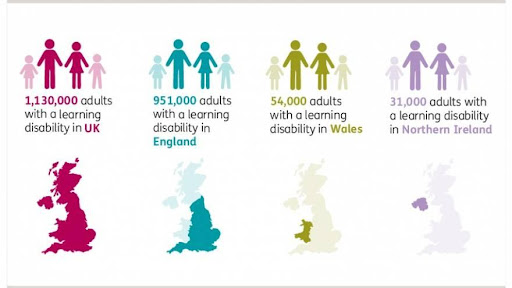 1,130,000 adults
with a learning
disability in UK
951,000 adults
with a learning
disability in
England
54,000 adults
with a learning
disability in Wales
31,000 adults with
a learning disability
in Northern Ireland